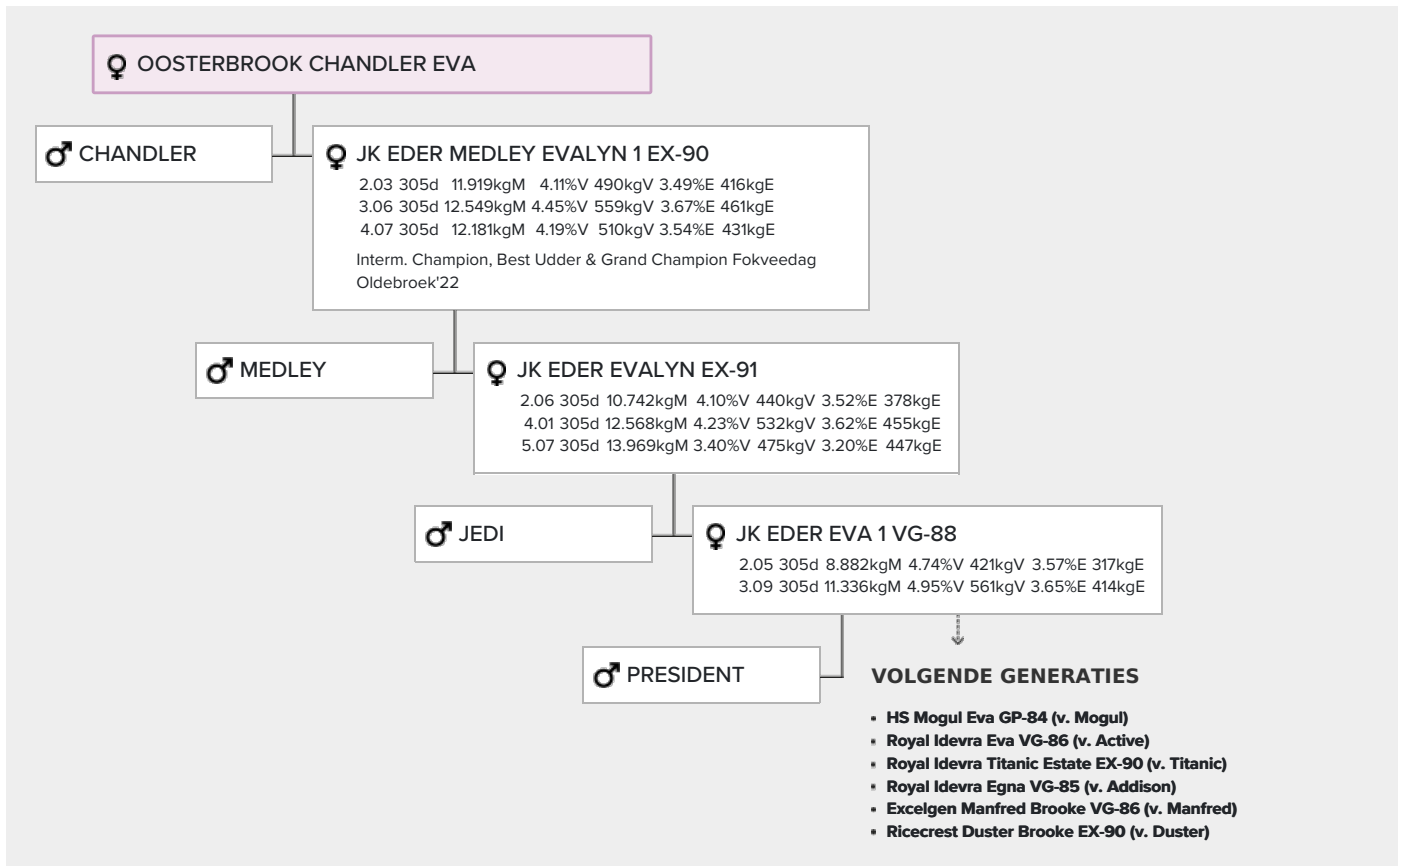 OOSTERBROOK CHANDLER EVA
CHANDLER
JK EDER MEDLEY EVALYN 1 EX-90
2.03 305d 11.919kgM 4.11%V 490kgV 3.49%E 416kgE
3.06 305d 12.549kgM 4.45%V 559kgV 3.67%E 461kgE
4.07 305d 12.181kgM 4.19%V 510kgV 3.54%E 431kgE
Interm. Champion, Best Udder & Grand Champion Fokveedag
Oldebroek'22
MEDLEY
JK EDER EVALYN EX-91
2.06 305d 10.742kgM 4.10%V 440kgV 3.52%E 378kgE
4.01 305d 12.568kgM 4.23%V 532kgV 3.62%E 455kgE
5.07 305d 13.969kgM 3.40%V 475kgV 3.20%E 447kgE
JEDI
JK EDER EVA 1 VG-88
2.05 305d 8.882kgM 4.74%V 421kgV 3.57%E 317kgE
3.09 305d 11.336kgM 4.95%V 561kgV 3.65%E 414kgE
PRESIDENT
VOLGENDE GENERATIES
HS Mogul Eva GP-84 (v. Mogul)
Royal Idevra Eva VG-86 (v. Active)
Royal Idevra Titanic Estate EX-90 (v. Titanic)
Royal Idevra Egna VG-85 (v. Addison)
Excelgen Manfred Brooke VG-86 (v. Manfred)
Ricecrest Duster Brooke EX-90 (v. Duster)